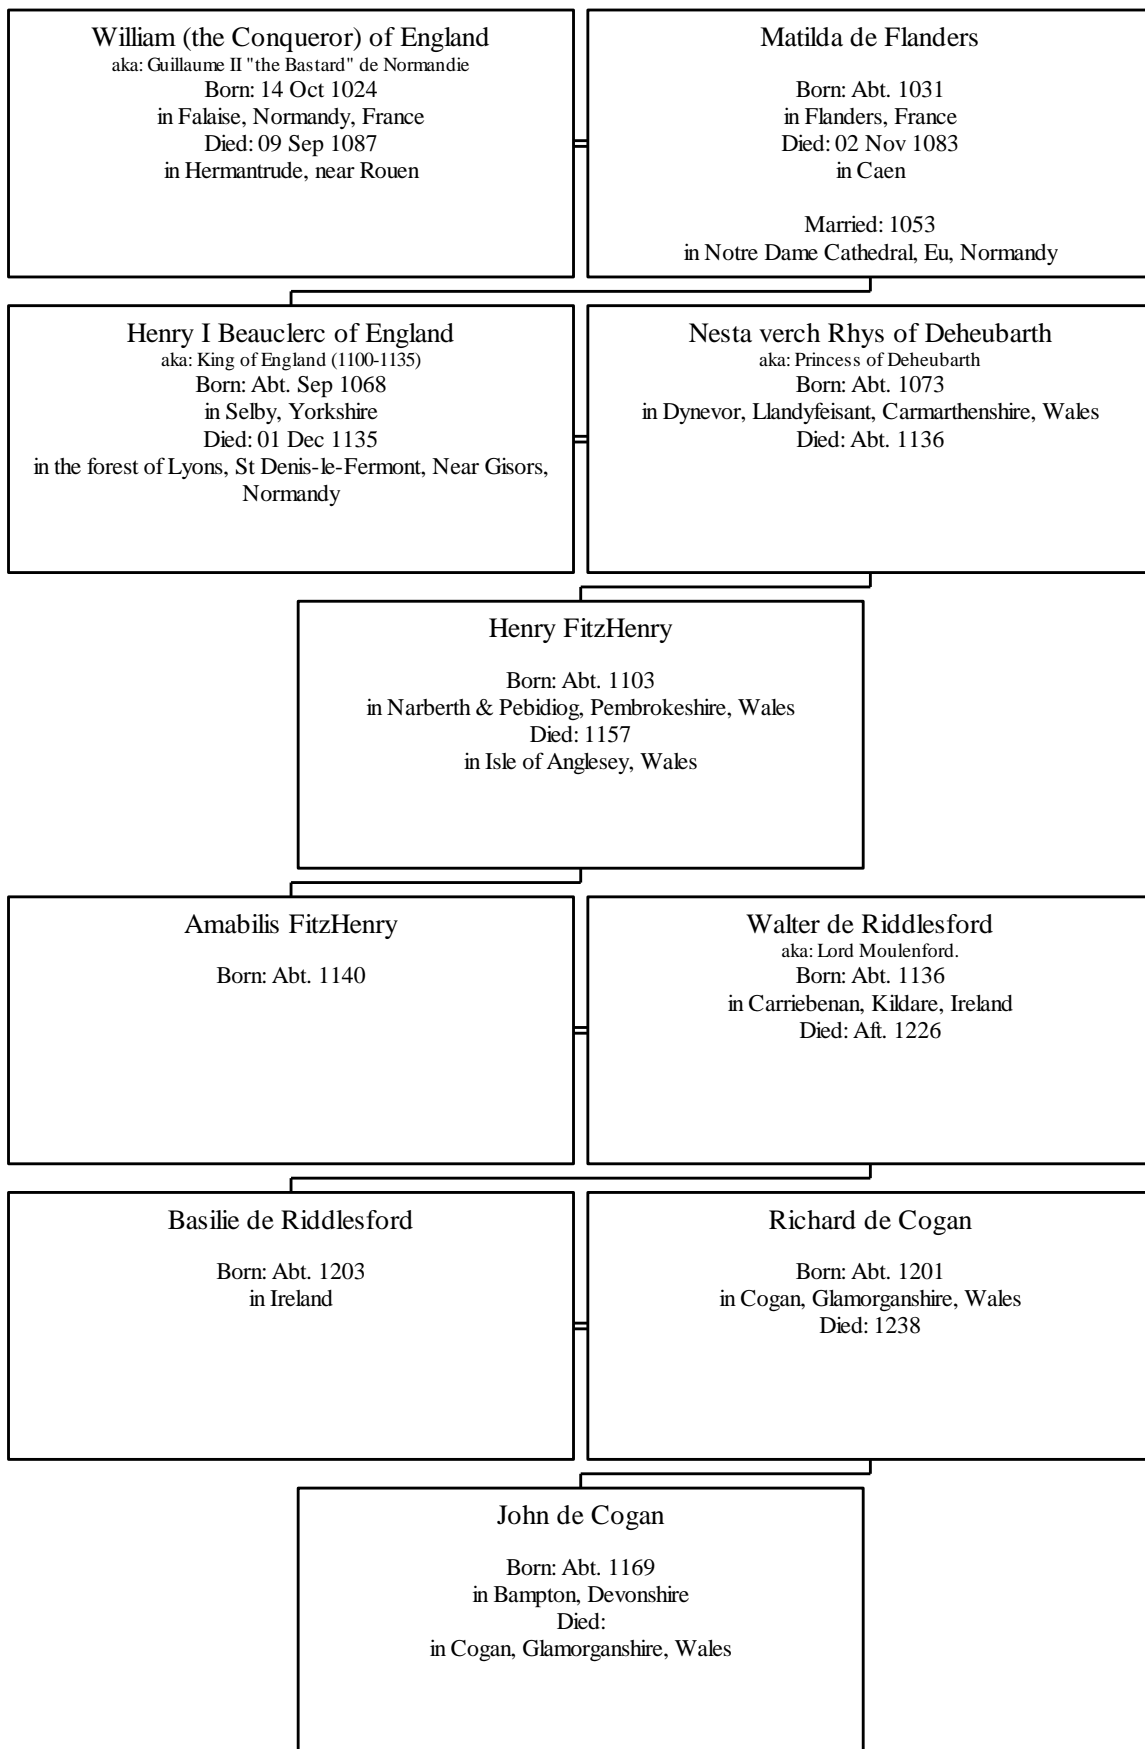 William (the Conqueror) of England
aka: Guillaume II "the Bastard" de Normandie
Born: 14 Oct 1024
in Falaise, Normandy, France
Died: 09 Sep 1087
in Hermantrude, near Rouen
Matilda de Flanders
Born: Abt. 1031
in Flanders, France
Died: 02 Nov 1083
in Caen
Married: 1053
in Notre Dame Cathedral, Eu, Normandy
Henry I Beauclerc of England
aka: King of England (1100-1135)
Born: Abt. Sep 1068
in Selby, Yorkshire
Died: 01 Dec 1135
in the forest of Lyons, St Denis-le-Fermont, Near Gisors,
Normandy
Nesta verch Rhys of Deheubarth
aka: Princess of Deheubarth
Born: Abt. 1073
in Dynevor, Llandyfeisant, Carmarthenshire, Wales
Died: Abt. 1136
Henry FitzHenry
Born: Abt. 1103
in Narberth & Pebidiog, Pembrokeshire, Wales
Died: 1157
in Isle of Anglesey, Wales
Amabilis FitzHenry
Born: Abt. 1140
Walter de Riddlesford
aka: Lord Moulenford.
Born: Abt. 1136
in Carriebenan, Kildare, Ireland
Died: Aft. 1226
Basilie de Riddlesford
Born: Abt. 1203
in Ireland
Richard de Cogan
Born: Abt. 1201
in Cogan, Glamorganshire, Wales
Died: 1238
John de Cogan
Born: Abt. 1169
in Bampton, Devonshire
Died:
in Cogan, Glamorganshire, Wales